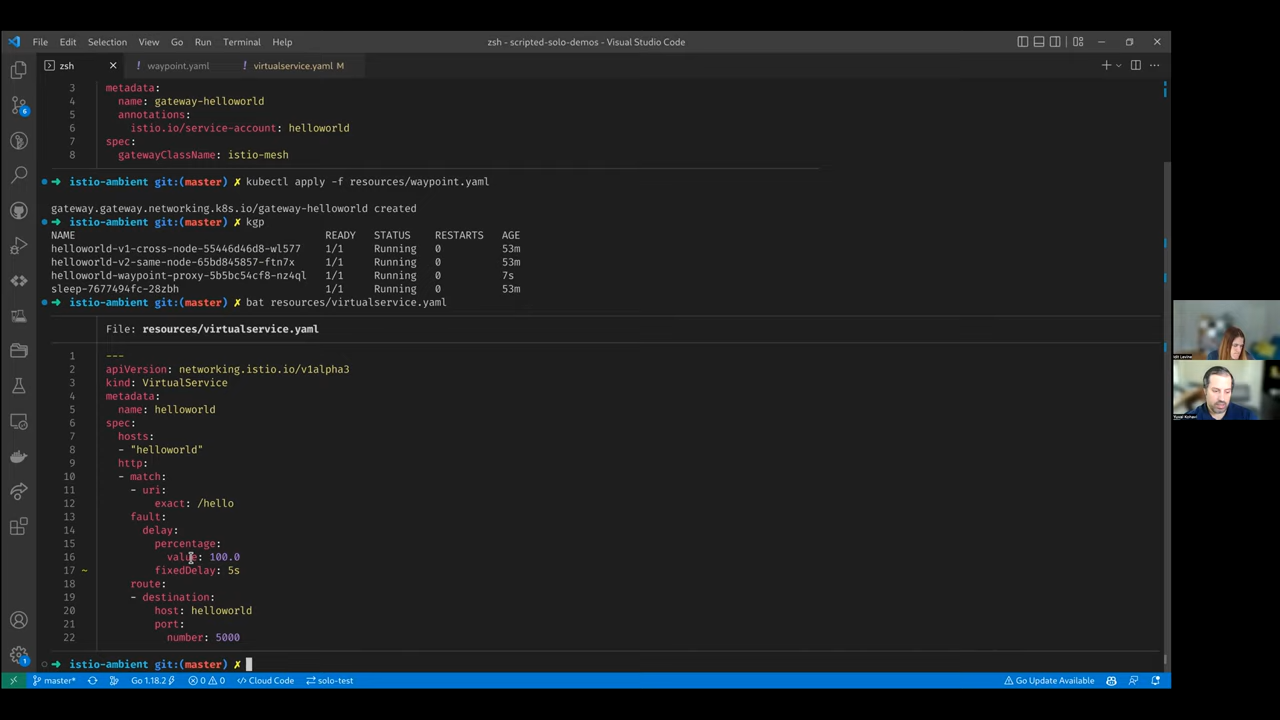 File Edit Selection View Go Run Terminal Help
zsh - scripted-solo-demos - Visual Studio Code
zsh
waypoint.yaml
virtualservice.yaml M
3 metadata:
4 name: gateway-helloworld
5 annotations:
6 istio.io/service-account: helloworld
7 spec:
8 gatewayClassName: istio-mesh
➜ istio-ambient git:(master) ✗ kubectl apply -f resources/waypoint.yaml
gateway.gateway.networking.k8s.io/gateway-helloworld created
➜ istio-ambient git:(master) ✗ kgp
NAME READY STATUS RESTARTS AGE
helloworld-v1-cross-node-55446d46d8-wl577 1/1 Running 0 53m
helloworld-v2-same-node-65bd845857-ftn7x 1/1 Running 0 53m
helloworld-waypoint-proxy-5b5bc54cf8-nz4ql 1/1 Running 0 7s
sleep-7677494fc-28zbh 1/1 Running 0 53m
➜ istio-ambient git:(master) ✗ bat resources/virtualservice.yaml
File: resources/virtualservice.yaml
1 ---
2 apiVersion: networking.istio.io/v1alpha3
3 kind: VirtualService
4 metadata:
5 name: helloworld
6 spec:
7 hosts:
8 - "helloworld"
9 http:
10 - match:
11 - uri:
12 exact: /hello
13 fault:
14 delay:
15 percentage:
16 value: 100.0
17 ~ fixedDelay: 5s
18 route:
19 - destination:
20 host: helloworld
21 port:
22 number: 5000
➜ istio-ambient git:(master) ✗
6
1
master* Go 1.18.2 0 0 Cloud Code solo-test
Go Update Available
Idit Levine
Yuval Kohavi